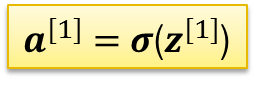 a^[1] = σ(z^[1])